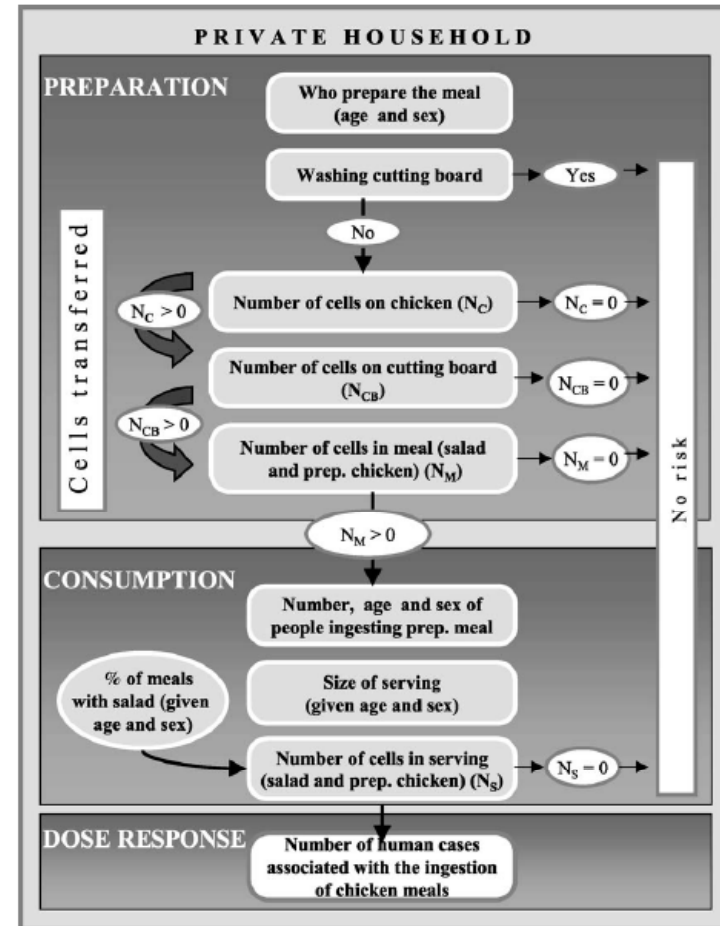 PRIVATE HOUSEHOLD
PREPARATION
Who prepare the meal
(age and sex)
Washing cutting board
Yes
No
Cells transferred
N_C > 0
Number of cells on chicken (N_C)
N_C = 0
Number of cells on cutting board
(N_CB)
N_CB = 0
N_CB > 0
Number of cells in meal (salad
and prep. chicken) (N_M)
N_M = 0
No risk
N_M > 0
CONSUMPTION
Number, age and sex of
people ingesting prep. meal
% of meals
with salad (given
age and sex)
Size of serving
(given age and sex)
Number of cells in serving
(salad and prep. chicken) (N_S)
N_S = 0
DOSE RESPONSE
Number of human cases
associated with the ingestion
of chicken meals